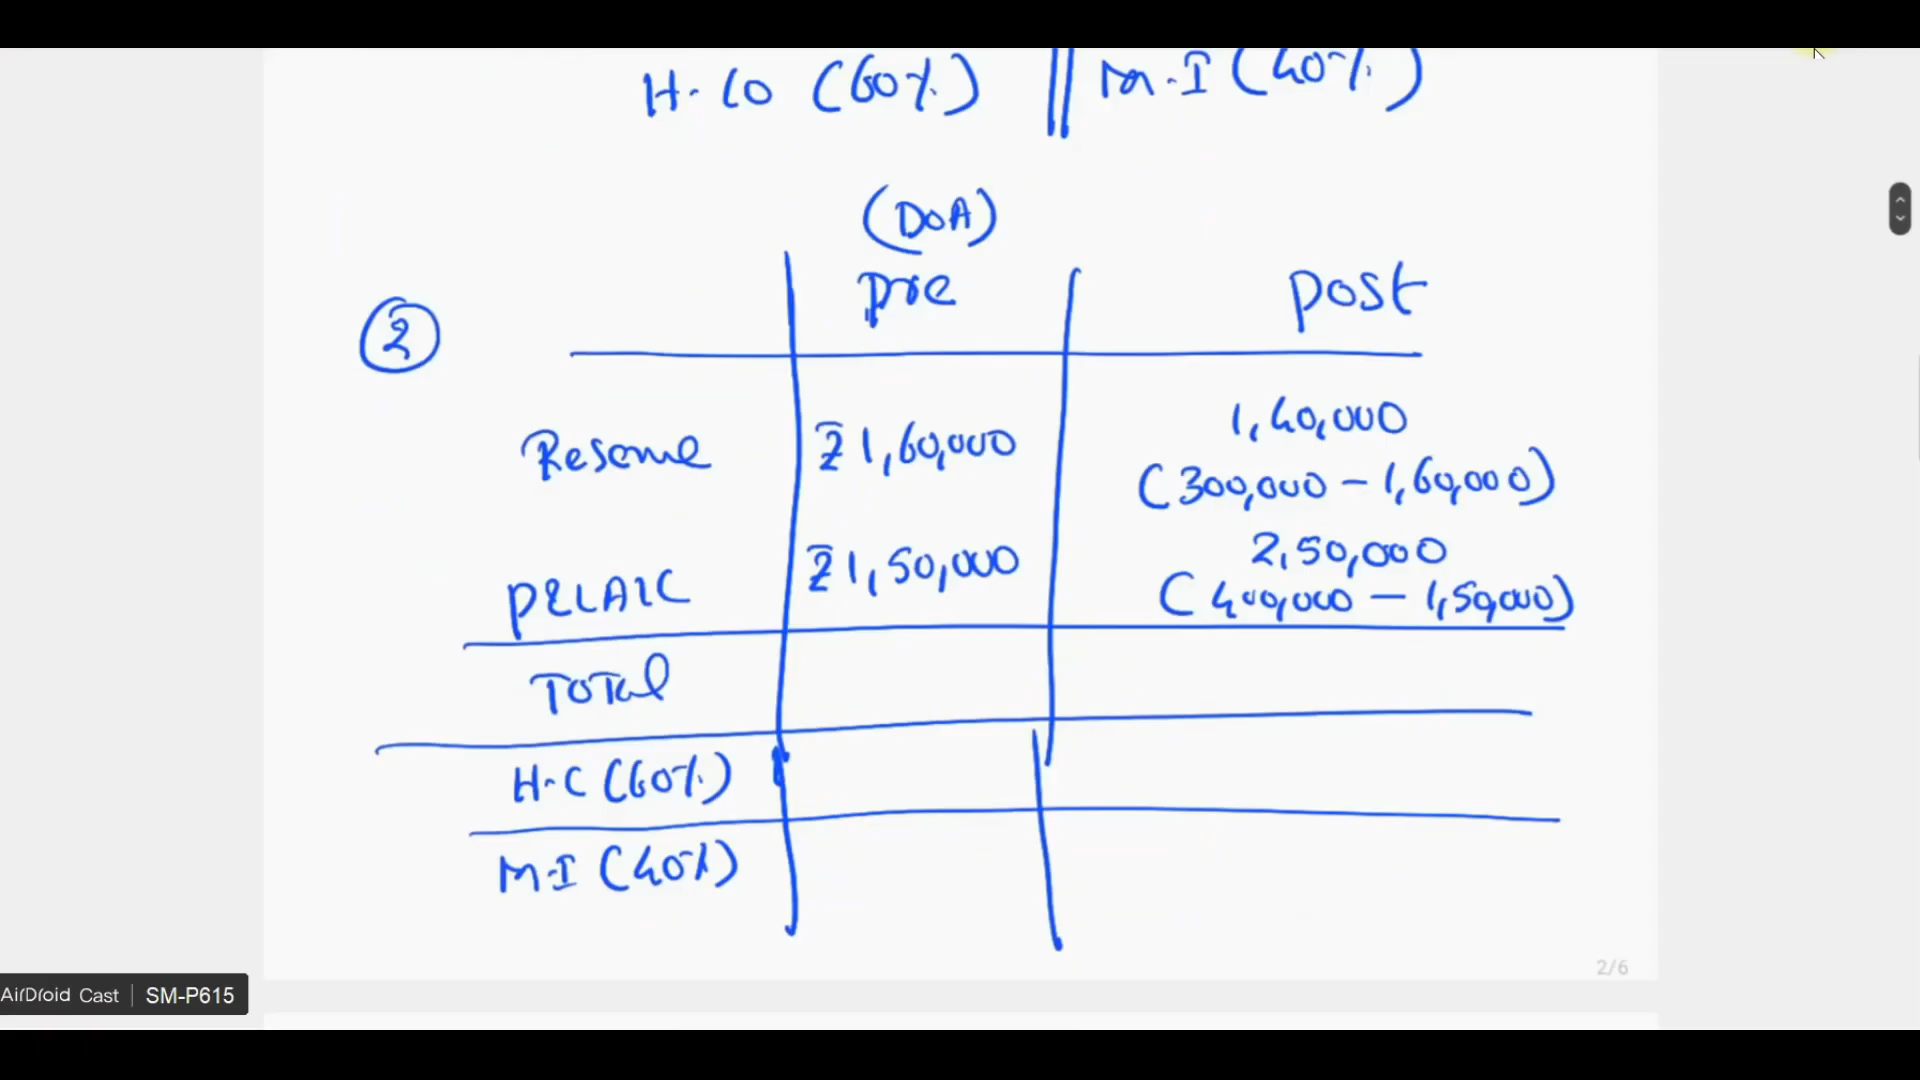 H-CO (60%) || M.I (40%)
(DOA)
Pre Post
2
Reserve ₹1,60,000 1,40,000
(300,000 - 1,60,000)
P&LA1C ₹1,50,000 2,50,000
(400,000 - 1,50,000)
Total
H-C (60%)
M-I (40%)
2/6
AirDroid Cast | SM-P615